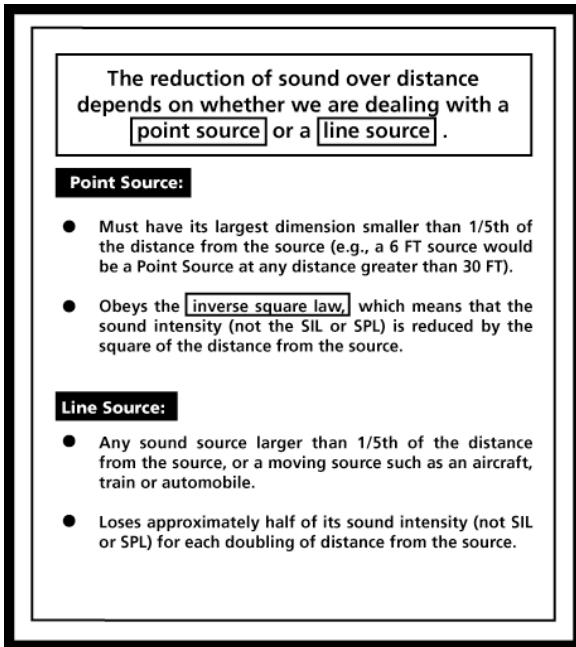 The reduction of sound over distance
depends on whether we are dealing with a
point source or a line source .
Point Source:
● Must have its largest dimension smaller than 1/5th of
the distance from the source (e.g., a 6 FT source would
be a Point Source at any distance greater than 30 FT).
● Obeys the inverse square law, which means that the
sound intensity (not the SIL or SPL) is reduced by the
square of the distance from the source.
Line Source:
● Any sound source larger than 1/5th of the distance
from the source, or a moving source such as an aircraft,
train or automobile.
● Loses approximately half of its sound intensity (not SIL
or SPL) for each doubling of distance from the source.